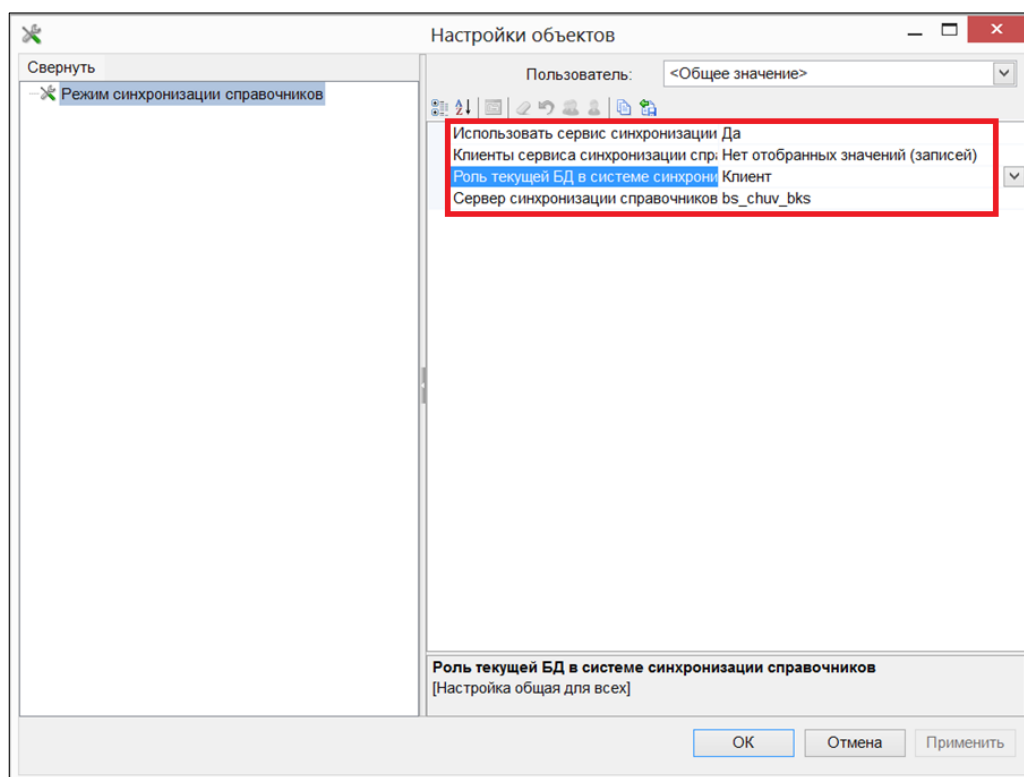 Настройки объектов
Свернуть
Режим синхронизации справочников
Пользователь: <Общее значение>
Использовать сервис синхронизации Да
Клиенты сервиса синхронизации спр Нет отобранных значений (записей)
Роль текущей БД в системе синхрони Клиент
Сервер синхронизации справочников bs_chuv_bks
Роль текущей БД в системе синхронизации справочников
[Настройка общая для всех]
ОК Отмена Применить